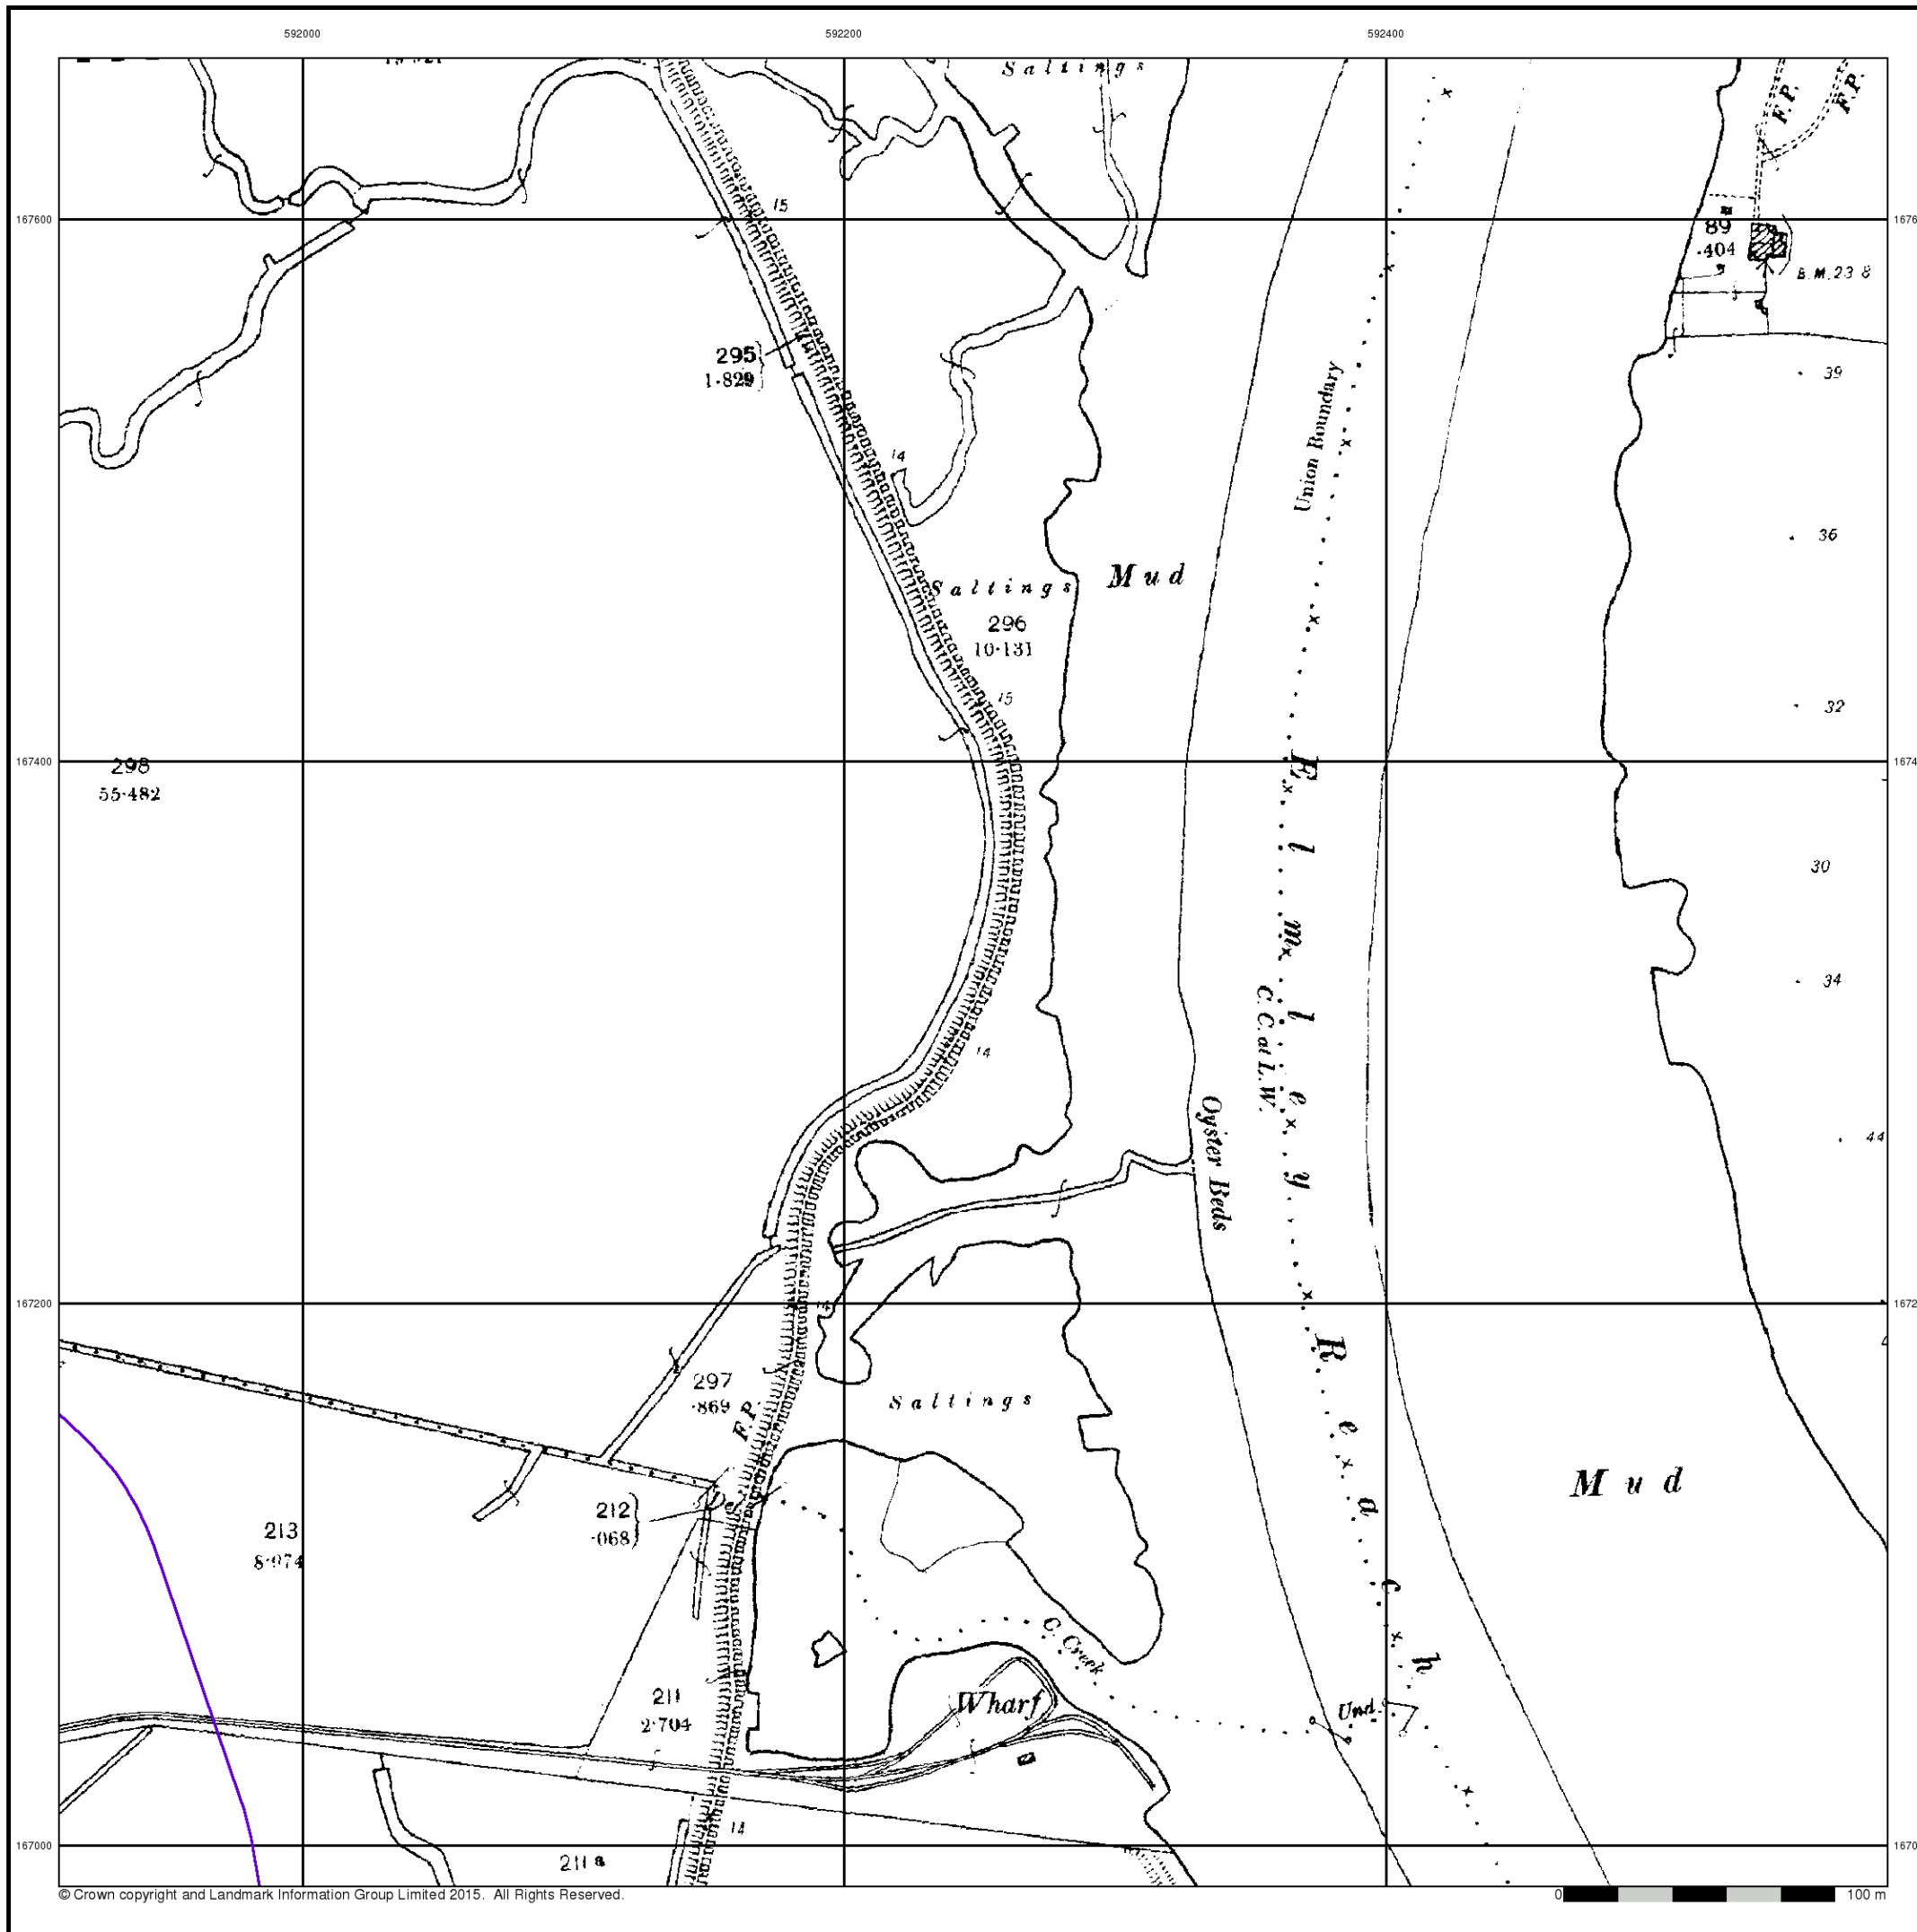 592000
592200
592400
Saltings
F.P.
F.P.
15
167600
89
.404
B.M. 23 8
295
1.829
Union Boundary
39
14
36
Saltings
Mud
296
10.131
15
32
167400
298
55.482
30
34
C.C. at L.W.
14
Elmley Reach
Oyster Beds
44
167200
297
.869
F.P.
Saltings
Mud
212
.068
213
8.974
C. Creek
211
2.704
Wharf
Und.
14
167000
211a
© Crown copyright and Landmark Information Group Limited 2015. All Rights Reserved.
0 100 m